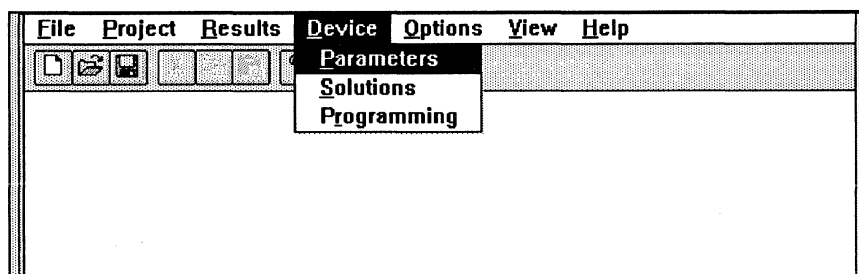 File Project Results Device Options View Help
Parameters
Solutions
Programming